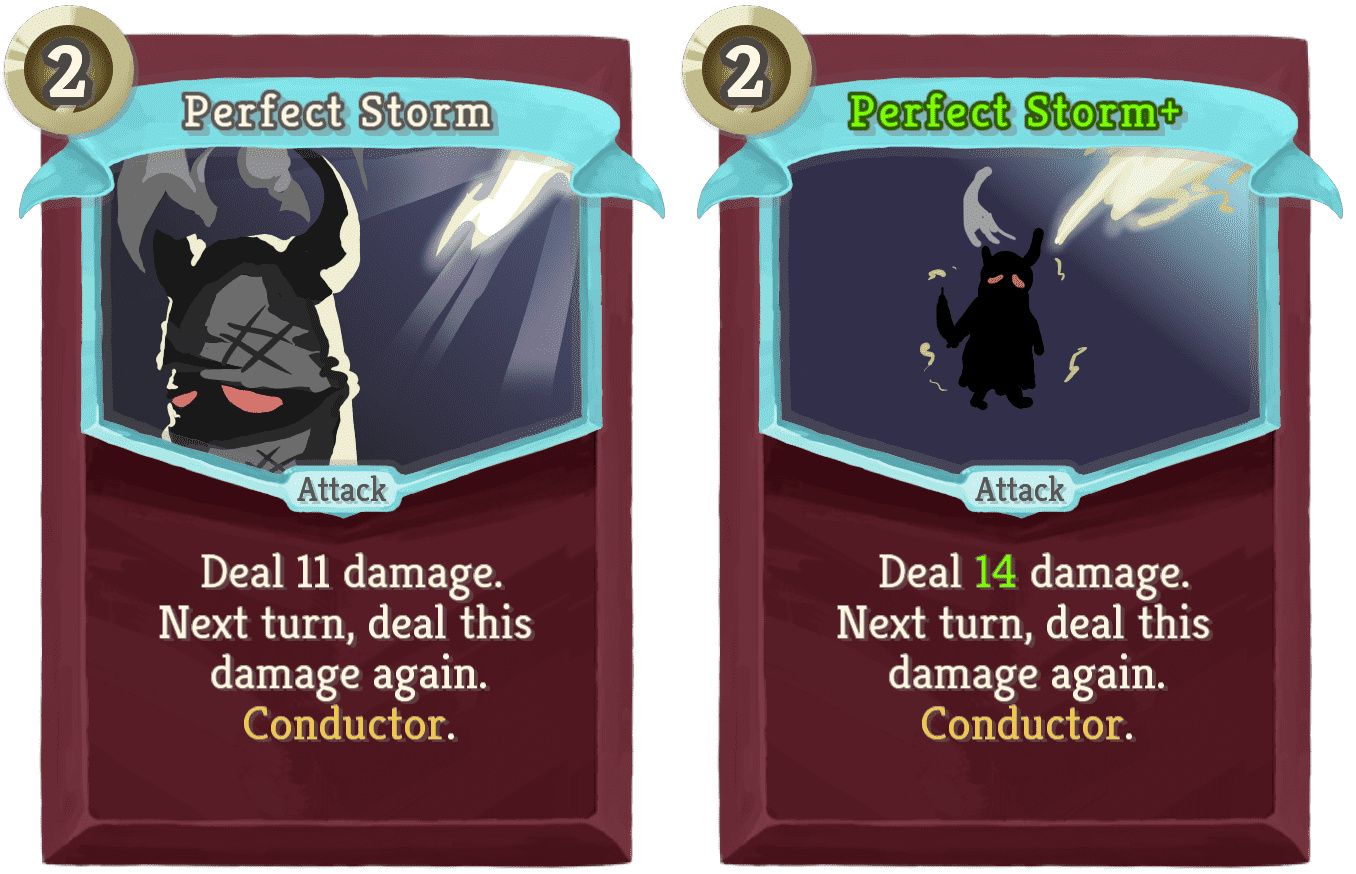 2
Perfect Storm
Attack
Deal 11 damage.
Next turn, deal this
damage again.
Conductor.
2
Perfect Storm+
Attack
Deal 14 damage.
Next turn, deal this
damage again.
Conductor.